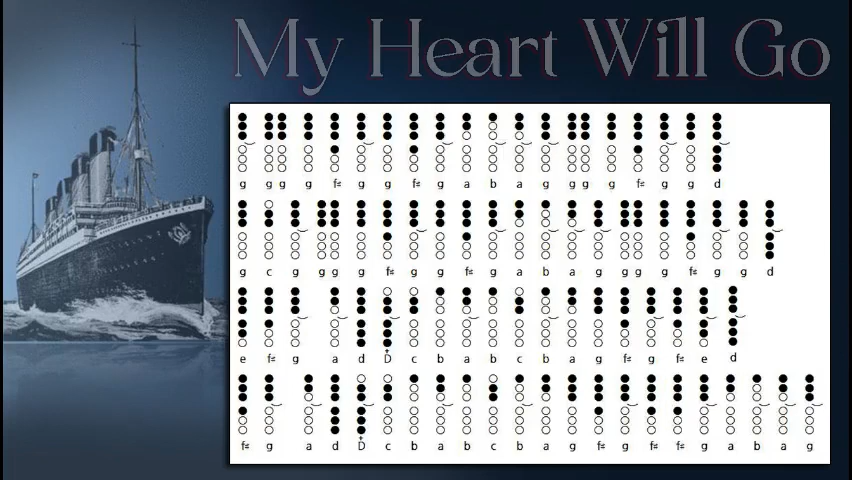 My Heart Will Go
g g g g f# g g f# g a b a g g g g f# g g d
g c g g g g f# g g f# g a b a g g g g f# g g d
e f# g a d D c b a b c b a g f# g f# e d
f# g a d D c b a b c b a g f# g f# f# g a b a g